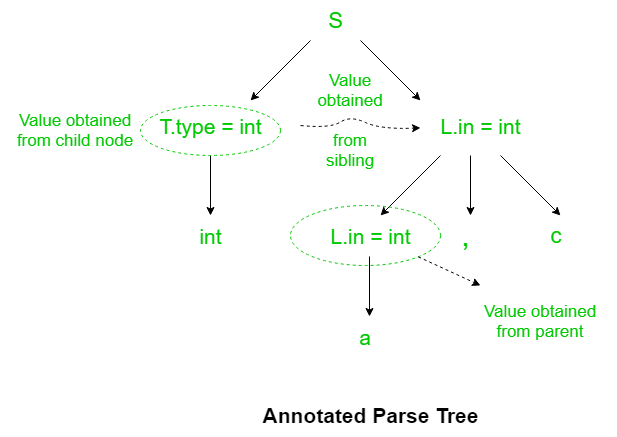 S
Value
obtained
Value obtained
from child node
T.type = int
from
sibling
L.in = int
int
L.in = int
,
c
Value obtained
from parent
a
Annotated Parse Tree